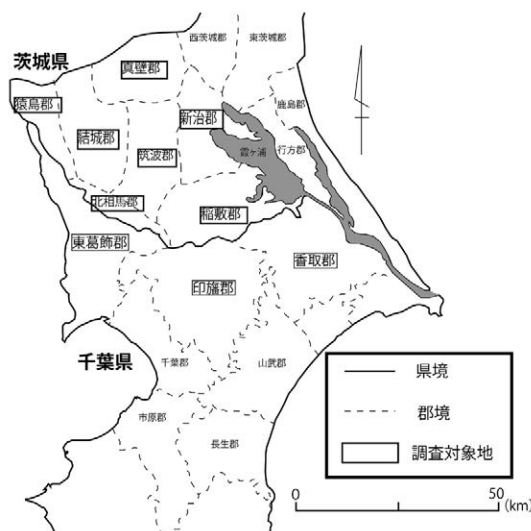 西茨城郡
東茨城郡
茨城県
真壁郡
猿島郡
新治郡
鹿島郡
結城郡
霞ヶ浦
行方郡
筑波郡
北相馬郡
稲敷郡
東葛飾郡
香取郡
印旛郡
千葉県
千葉郡
山武郡
市原郡
長生郡
県境
郡境
調査対象地
0
50
(km)